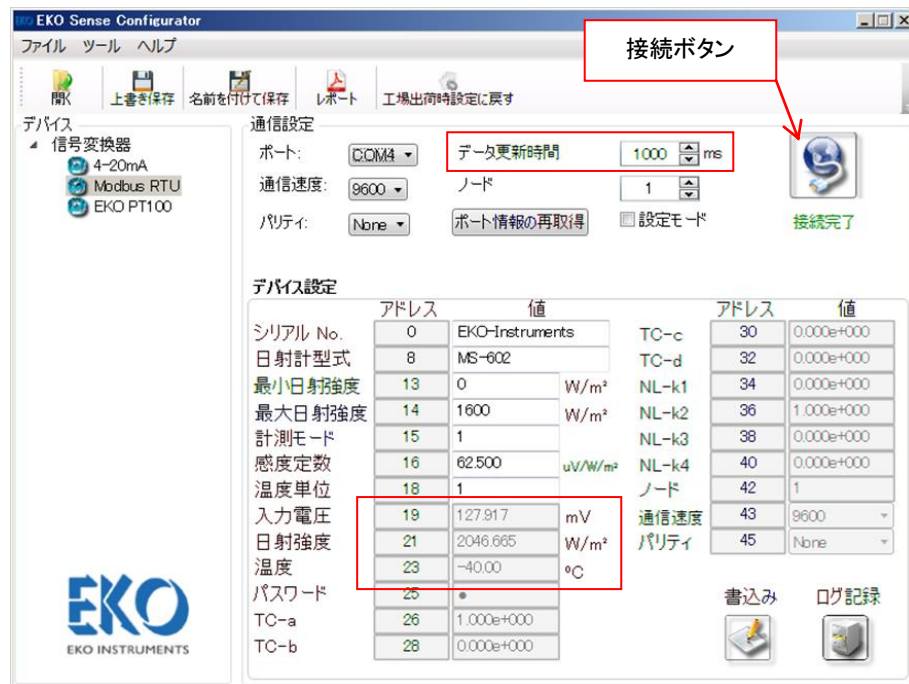 EKO Sense Configurator
ファイル ツール ヘルプ
接続ボタン
開く 上書き保存 名前を付けて保存 レポート 工場出荷時設定に戻す
デバイス
信号変換器
4-20mA
Modbus RTU
EKO PT100
通信設定
ポート: COM4 データ更新時間 1000 ms
通信速度: 9600 ノード 1
パリティ: None ポート情報の再取得 設定モード 接続完了
デバイス設定
アドレス 値 アドレス 値
シリアル No. 0 EKO-Instruments TC-c 30 0.000e+000
日射計型式 8 MS-602 TC-d 32 0.000e+000
最小日射強度 13 0 W/m² NL-k1 34 0.000e+000
最大日射強度 14 1600 W/m² NL-k2 36 1.000e+000
計測モード 15 1 NL-k3 38 0.000e+000
感度定数 16 62.500 uV/W/m² NL-k4 40 0.000e+000
温度単位 18 1 ノード 42 1
入力電圧 19 127.917 mV 通信速度 43 9600
日射強度 21 2046.665 W/m² パリティ 45 None
温度 23 -40.00 ℃
パスワード 25 ●
TC-a 26 1.000e+000
TC-b 28 0.000e+000
書込み ログ記録
EKO
EKO INSTRUMENTS